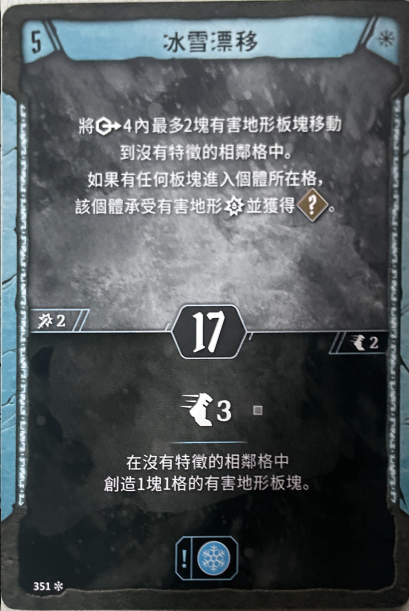 5
冰雪漂移
將4內最多2塊有害地形板塊移動
到沒有特徵的相鄰格中。
如果有任何板塊進入個體所在格,
該個體承受有害地形並獲得?。
2
17
2
3
在沒有特徵的相鄰格中
創造1塊1格的有害地形板塊。
!
351